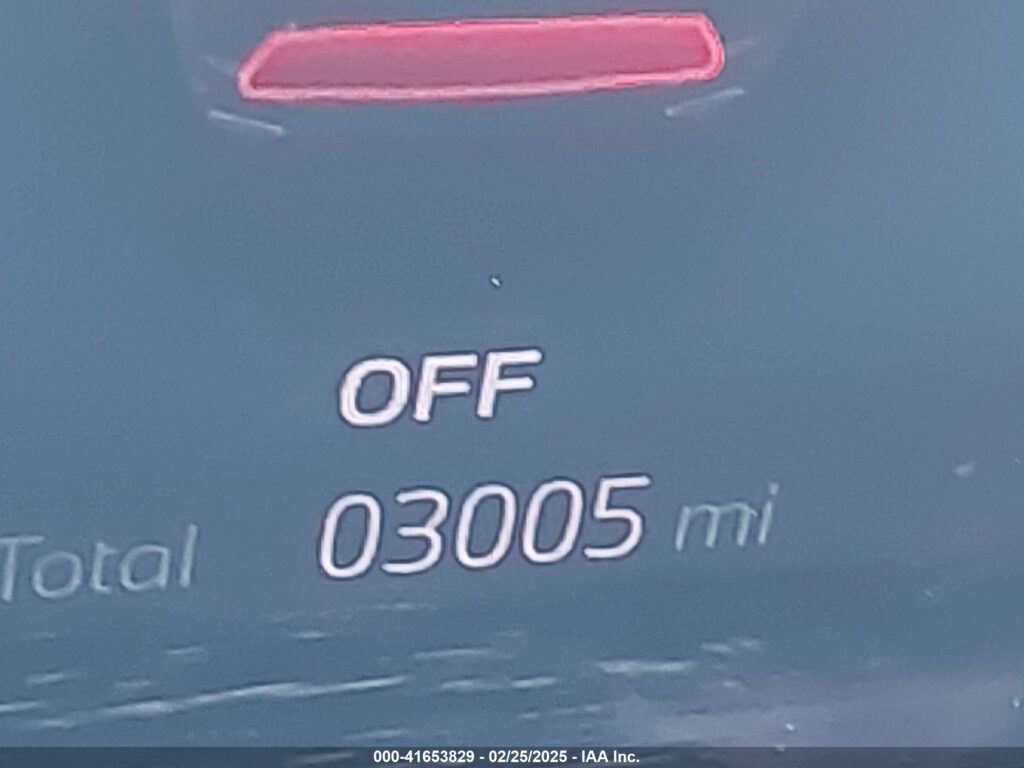 OFF
Total 03005 mi
000-41653829 - 02/25/2025 - IAA Inc.